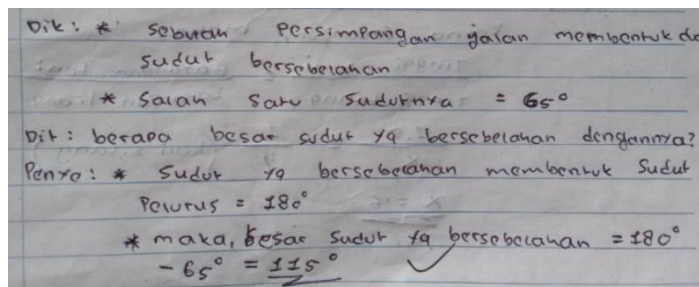 Dik: * sebuah persimpangan jalan membentuk du
sudut bersebelahan
* salah satu sudutnya = 65°
Dit: berapa besar sudut yg bersebelahan dengannya?
Penye: * sudut yg bersebelahan membentuk sudut
Pelurus = 180°
* maka, besar sudut yg bersebelahan = 180°
- 65° = 115°